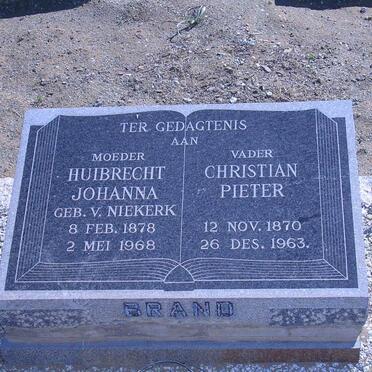 TER GEDAGTENIS
AAN
MOEDER
HUIBRECHT
JOHANNA
GEB. V. NIEKERK
8 FEB. 1878
2 MEI 1968
VADER
CHRISTIAN
PIETER
12 NOV. 1870
26 DES. 1963.
BRAND